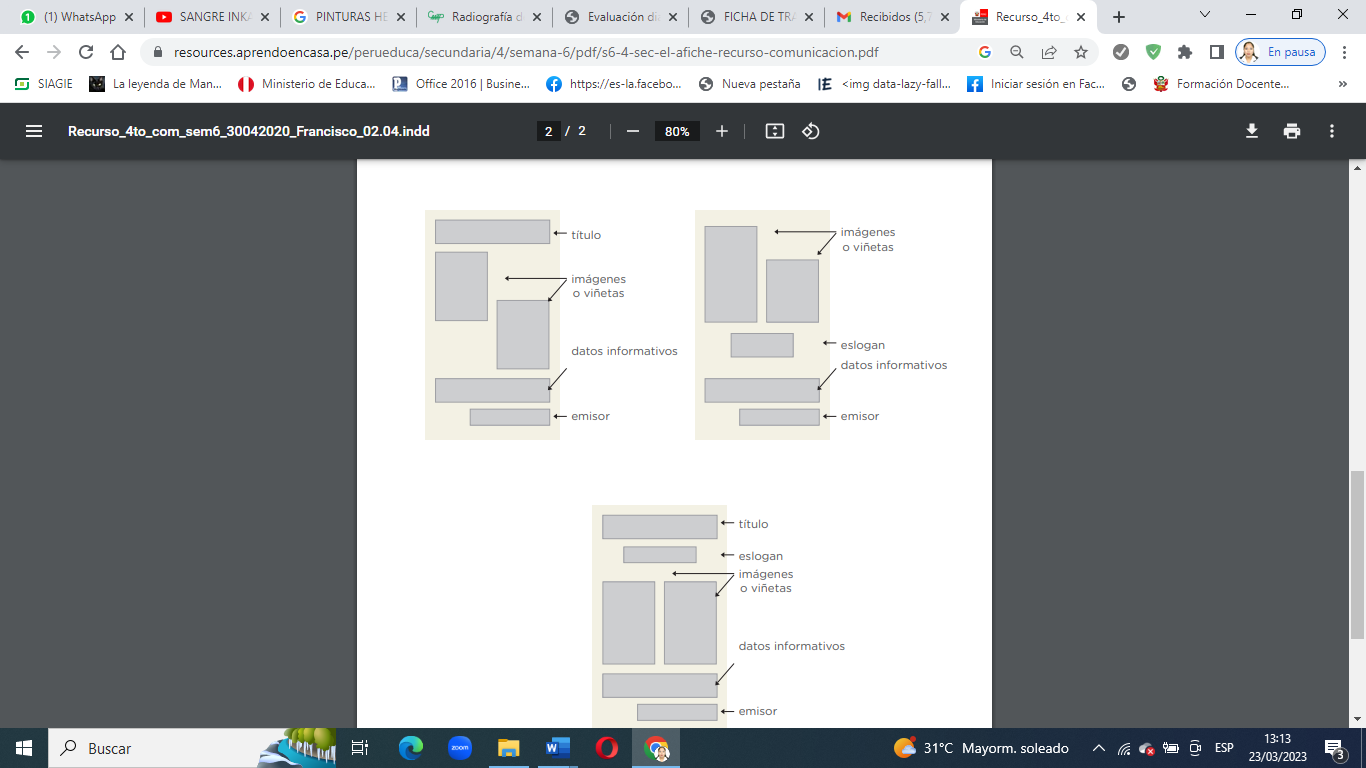 (1) WhatsApp
SANGRE INKA
PINTURAS HE
Radiografía d
Evaluación di
FICHA DE TRA
Recibidos (5,7
Recurso_4to_
resources.aprendoencasa.pe/perueduca/secundaria/4/semana-6/pdf/s6-4-sec-el-afiche-recurso-comunicacion.pdf
En pausa
SIAGIE
La leyenda de Man...
Ministerio de Educa...
Office 2016 | Busine...
https://es-la.facebo...
Nueva pestaña
<img data-lazy-fall...
Iniciar sesión en Fac...
Formación Docente...
»
Recurso_4to_com_sem6_30042020_Francisco_02.04.indd
2 / 2
80%
título
imágenes
o viñetas
datos informativos
emisor
imágenes
o viñetas
eslogan
datos informativos
emisor
título
eslogan
imágenes
o viñetas
datos informativos
emisor
Buscar
zoom
31°C Mayorm. soleado
ESP
13:13
23/03/2023
3